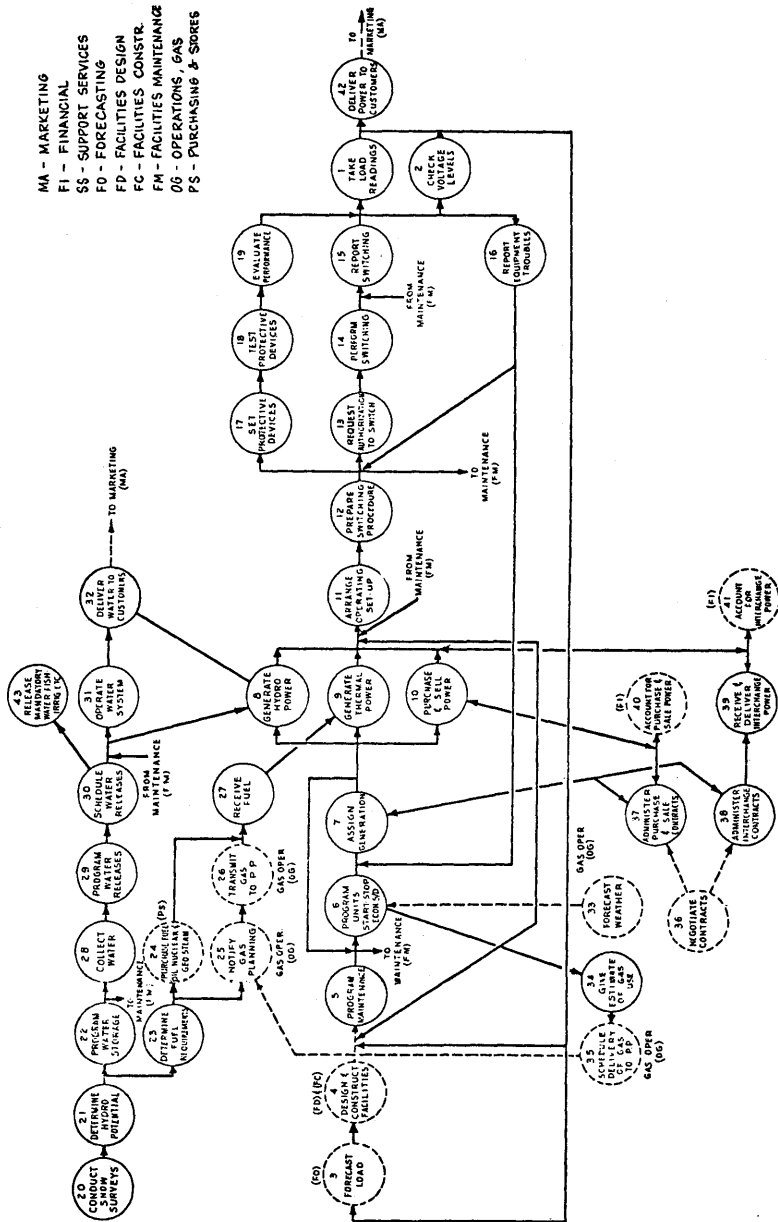 MA - MARKETING
FI - FINANCIAL
SS - SUPPORT SERVICES
FO - FORECASTING
FD - FACILITIES DESIGN
FC - FACILITIES CONSTR.
FM - FACILITIES MAINTENANCE
OG - OPERATIONS, GAS
PS - PURCHASING & STORES
20
CONDUCT
SNOW
SURVEYS
21
DETERMINE
HYDRO
POTENTIAL
22
PROGRAM
WATER
STORAGE
TO
MAINTENANCE
28
COLLECT
WATER
29
PROGRAM
WATER
RELEASES
30
SCHEDULE
WATER
RELEASES
FROM
MAINTENANCE
(FM)
43
RELEASE
MANDATORY
WATER FISH
IRRIG ETC
31
OPERATE
WATER
SYSTEM
32
DELIVER
WATER TO
CUSTOMERS
TO MARKETING
(MA)
23
DETERMINE
FUEL
REQUIREMENTS
24
PURCHASE FUEL
OIL NUCLEAR &
GEO STEAM
(PS)
25
NOTIFY
GAS
PLANNING
GAS OPER
(OG)
26
TRANSMIT
GAS
TO P P
GAS OPER
(OG)
27
RECEIVE
FUEL
17
SET
PROTECTIVE
DEVICES
18
TEST
PROTECTIVE
DEVICES
19
EVALUATE
PERFORMANCE
(FO)
3
FORECAST
LOAD
(FD) (FC)
4
DESIGN &
CONSTRUCT
FACILITIES
5
PROGRAM
MAINTENCE
TO
MAINTENANCE
(FM)
6
PROGRAM
UNITS
START-STOP
ECON S/D
7
ASSIGN
GENERATION
8
GENERATE
HYDRO
POWER
9
GENERATE
THERMAL
POWER
10
PURCHASE
& SELL
POWER
11
ARRANGE
OPERATING
SET-UP
FROM
MAINTENANCE
(FM)
12
PREPARE
SWITCHING
PROCEDURE
TO
MAINTENANCE
(FM)
13
REQUEST
AUTHORIZATION
TO SWITCH
14
PERFORM
SWITCHING
FROM
MAINTENANCE
(FM)
15
REPORT
SWITCHING
1
TAKE
LOAD
READINGS
2
CHECK
VOLTAGE
LEVELS
16
REPORT
EQUIPMENT
TROUBLES
42
DELIVER
POWER TO
CUSTOMERS
TO
MARKETING
(MA)
35
SCHEDULE
DELIVERY
OF GAS
TO P P
GAS OPER
(OG)
34
GIVE
ESTIMATE
OF GAS
USE
33
FORECAST
WEATHER
GAS OPER
(OG)
36
NEGOTIATE
CONTRACTS
37
ADMINISTER
PURCHASE
& SALE
CONTRACTS
38
ADMINISTER
INTERCHANGE
CONTRACTS
(FI)
40
ACCOUNT FOR
PURCHASE &
SALE POWER
39
RECEIVE &
DELIVER
INTERCHANGE
POWER
(FI)
41
ACCOUNT
FOR
INTERCHANGE
POWER